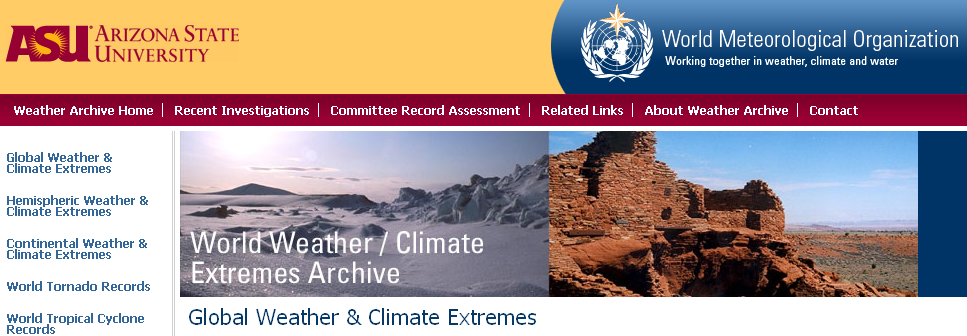 ASU ARIZONA STATE
UNIVERSITY
World Meteorological Organization
Working together in weather, climate and water
Weather Archive Home | Recent Investigations | Committee Record Assessment | Related Links | About Weather Archive | Contact
Global Weather &
Climate Extremes
Hemispheric Weather &
Climate Extremes
Continental Weather &
Climate Extremes
World Tornado Records
World Tropical Cyclone
Records
World Weather / Climate
Extremes Archive
Global Weather & Climate Extremes